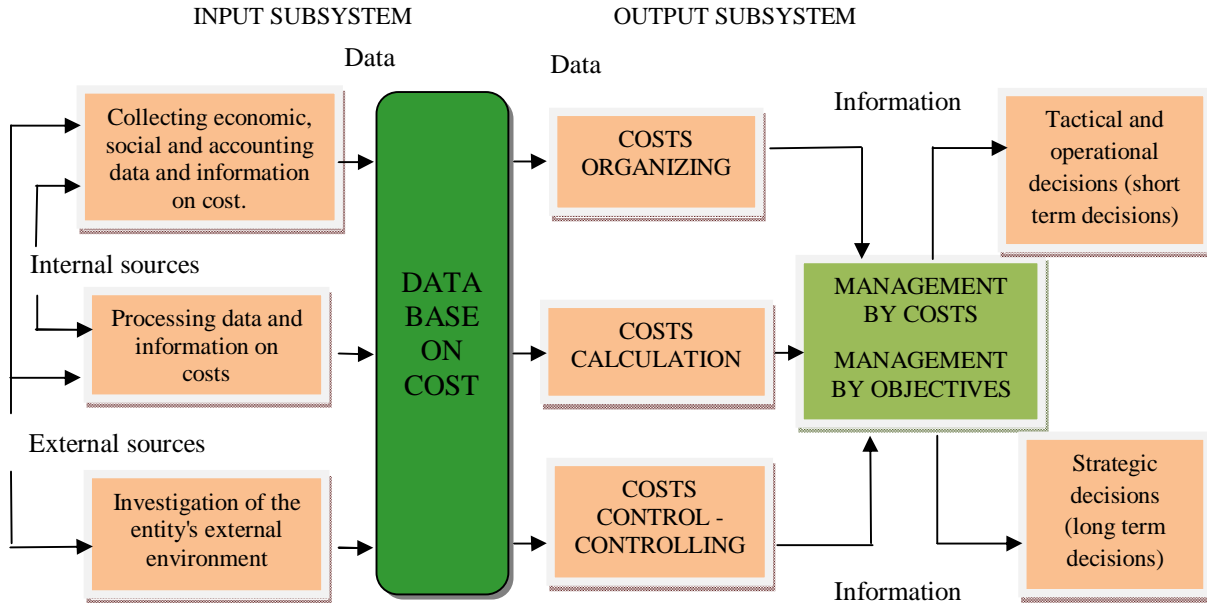 INPUT SUBSYSTEM
OUTPUT SUBSYSTEM
Data
Data
Collecting economic,
social and accounting
data and information
on cost.
Internal sources
Processing data and
information on
costs
External sources
Investigation of the
entity's external
environment
DATA
BASE
ON
COST
COSTS
ORGANIZING
COSTS
CALCULATION
COSTS
CONTROL -
CONTROLLING
Information
MANAGEMENT
BY COSTS
MANAGEMENT
BY OBJECTIVES
Information
Tactical and
operational
decisions (short
term decisions)
Strategic
decisions
(long term
decisions)